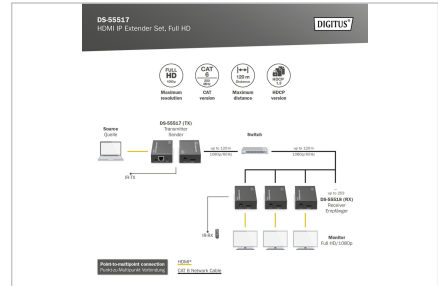 DS-55517
HDMI IP Extender Set, Full HD
DIGITUS®
FULL
HD
1080p
CAT
6
120 m
Distance
HDCP
Maximum
resolution
CAT
version
Maximum
distance
HDCP
version
DS-55517 (TX)
Transmitter
Sender
Source
Quelle
Switch
up to 120m
1080p/60Hz
up to 120m
1080p/60Hz
IR-TX
up to 253
DS-55518 (RX)
Receiver
Empfänger
IR-RX
Monitor
Full HD/1080p
Point-to-multipoint connection
Punkt-zu-Multipunkt Verbindung
HDMI®
CAT 6 Network Cable